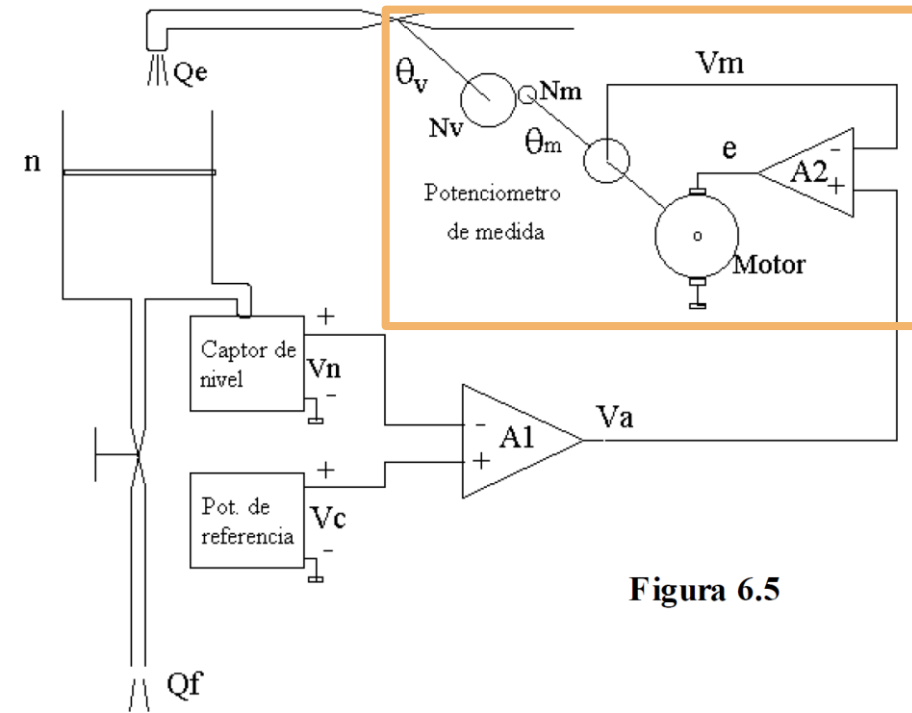 Qe
θv
Nv
Nm
θm
Vm
e
A2
-
+
n
Potenciometro
de medida
Motor
Captor de
nivel
+
Vn
-
Pot. de
referencia
+
Vc
-
-
A1
+
Va
Figura 6.5
Qf